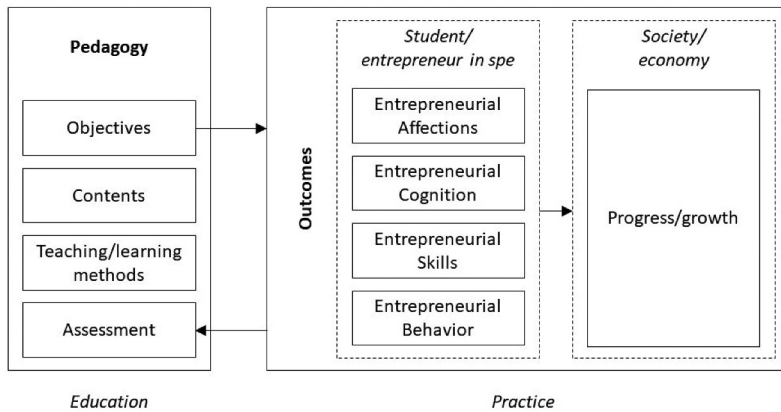 Pedagogy
Objectives
Contents
Teaching/learning
methods
Assessment
Education
Outcomes
Student/
entrepreneur in spe
Entrepreneurial
Affections
Entrepreneurial
Cognition
Entrepreneurial
Skills
Entrepreneurial
Behavior
Society/
economy
Progress/growth
Practice